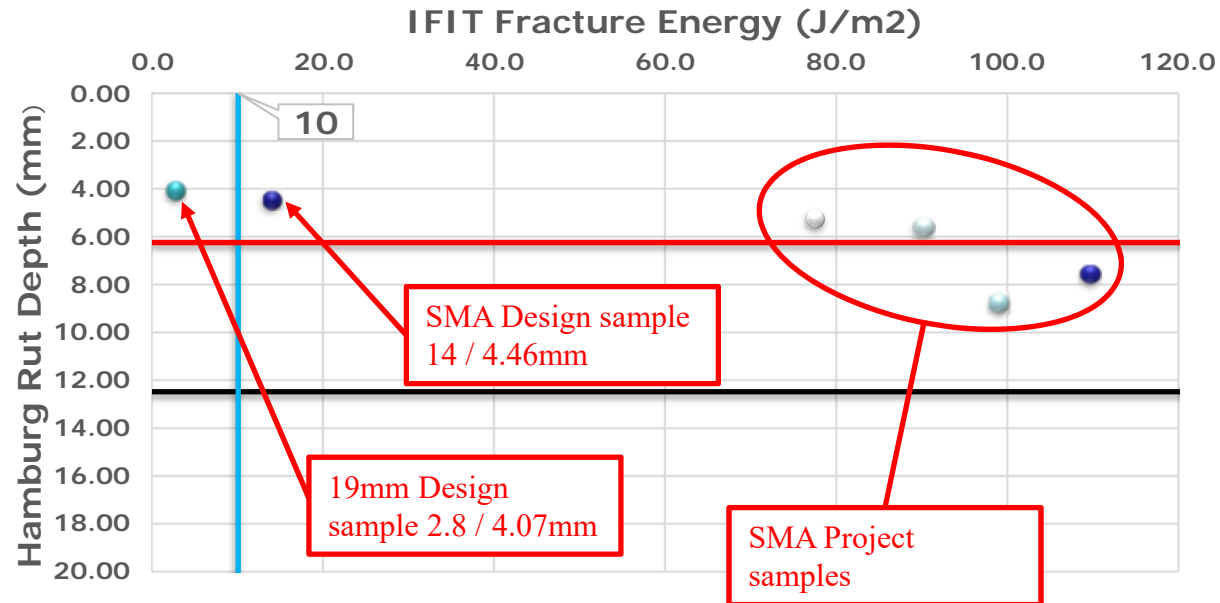 IFIT Fracture Energy (J/m2)
0.0 20.0 40.0 60.0 80.0 100.0 120.0
Hamburg Rut Depth (mm)
0.00
2.00
4.00
6.00
8.00
10.00
12.00
14.00
16.00
18.00
20.00
10
SMA Design sample
14 / 4.46mm
19mm Design
sample 2.8 / 4.07mm
SMA Project
samples